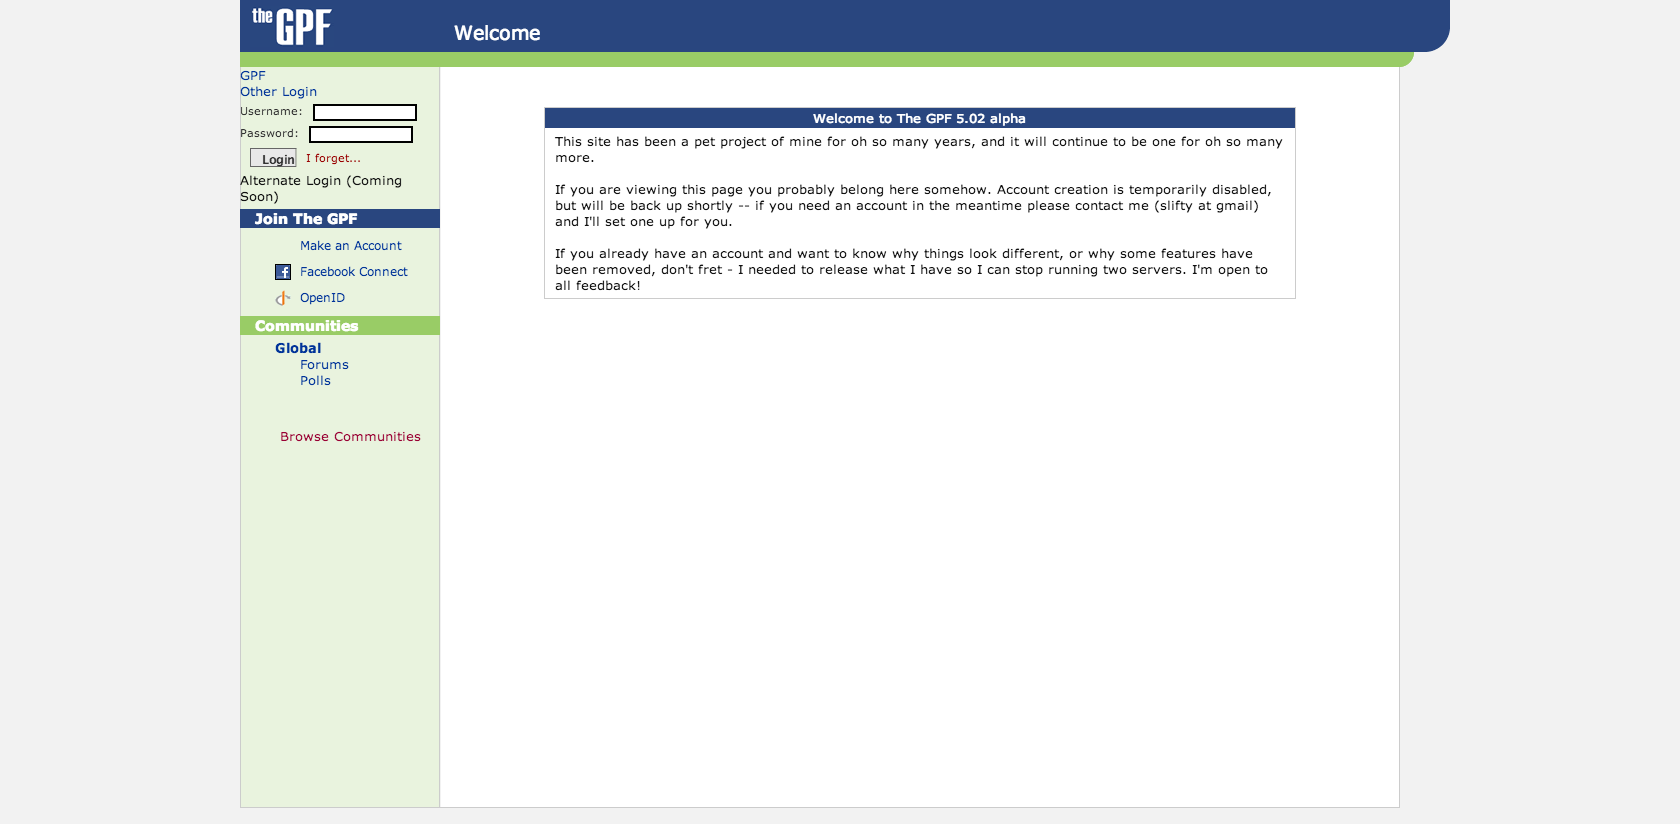 the GPF
Welcome
GPF
Other Login
Username:
Password:
Login I forget...
Alternate Login (Coming
Soon)
Join The GPF
Make an Account
Facebook Connect
OpenID
Communities
Global
Forums
Polls
Browse Communities
Welcome to The GPF 5.02 alpha
This site has been a pet project of mine for oh so many years, and it will continue to be one for oh so many
more.
If you are viewing this page you probably belong here somehow. Account creation is temporarily disabled,
but will be back up shortly -- if you need an account in the meantime please contact me (slifty at gmail)
and I'll set one up for you.
If you already have an account and want to know why things look different, or why some features have
been removed, don't fret - I needed to release what I have so I can stop running two servers. I'm open to
all feedback!